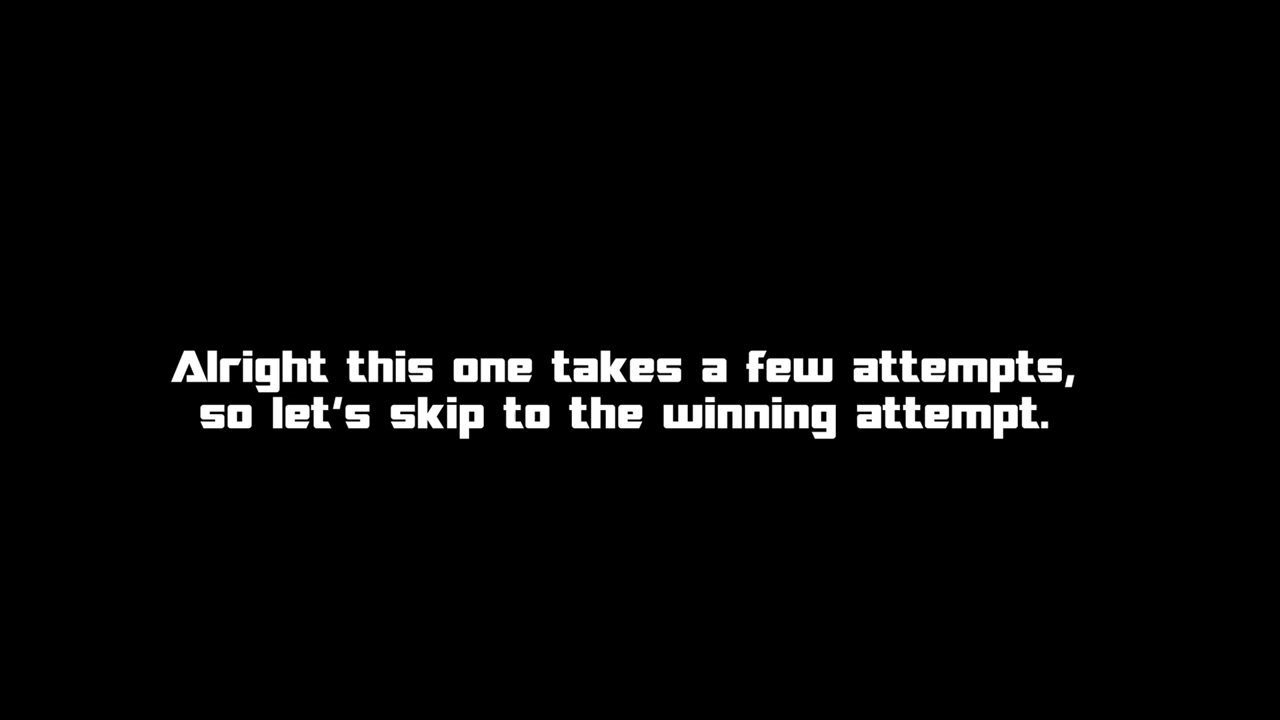 Alright this one takes a few attempts,
so let's skip to the winning attempt.